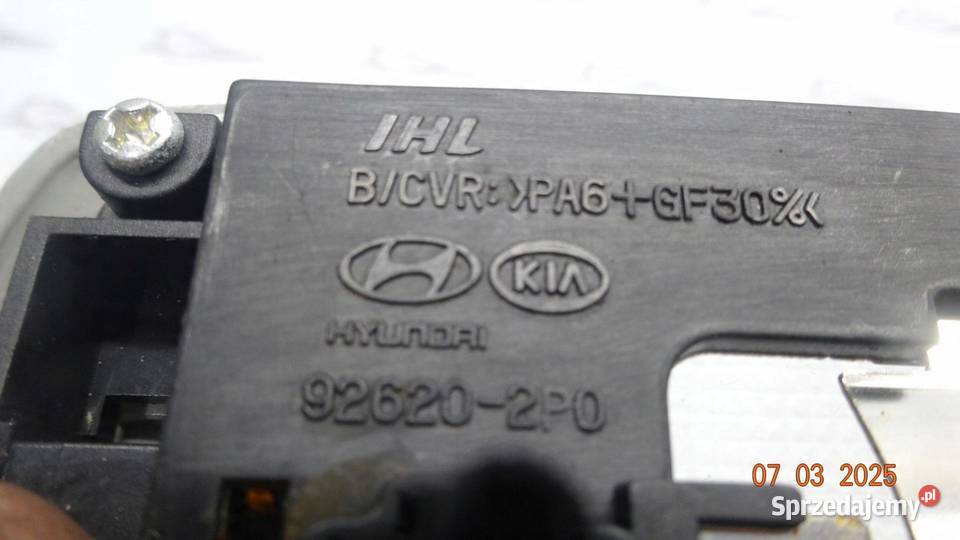 IHL
B/CVR: >PA6+GF30%<
KIA
HYUNDAI
92620-2P0
07 03 2025
Sprzedajemy.pl